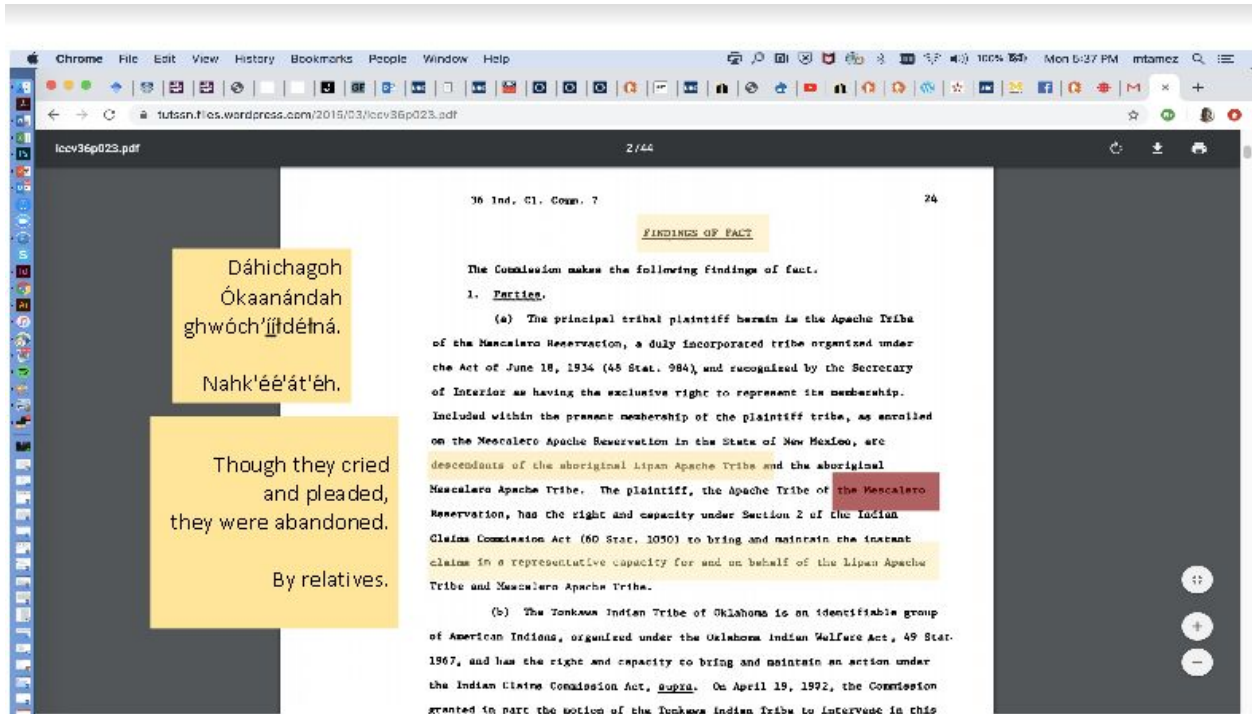 Chrome File Edit View History Bookmarks People Window Help 100% Mon 5:37 PM mtamez
tutssn.files.wordpress.com/2016/03/iccv36p023.pdf
iccv36p023.pdf 2 / 44
36 Ind. Cl. Comm. 7 24
FINDINGS OF FACT
The Commission makes the following findings of fact.
1. Parties.
(a) The principal tribal plaintiff herein is the Apache Tribe
of the Mescalero Reservation, a duly incorporated tribe organized under
the Act of June 18, 1934 (48 Stat. 984), and recognized by the Secretary
of Interior as having the exclusive right to represent its membership.
Included within the present membership of the plaintiff tribe, as enrolled
on the Mescalero Apache Reservation in the State of New Mexico, are
descendants of the aboriginal Lipan Apache Tribe and the aboriginal
Mescalero Apache Tribe. The plaintiff, the Apache Tribe of the Mescalero
Reservation, has the right and capacity under Section 2 of the Indian
Claims Commission Act (60 Stat. 1050) to bring and maintain the instant
claims in a representative capacity for and on behalf of the Lipan Apache
Tribe and Mescalero Apache Tribe.
(b) The Tonkawa Indian Tribe of Oklahoma is an identifiable group
of American Indians, organized under the Oklahoma Indian Welfare Act, 49 Stat.
1967, and has the right and capacity to bring and maintain an action under
the Indian Claims Commission Act, supra. On April 19, 1972, the Commission
granted in part the motion of the Tonkawa Indian Tribe to intervene in this
Dáhichagoh
Ókaanándah
ghwóch'į́į́łdéłná.
Nahk'éé'át'éh.
Though they cried
and pleaded,
they were abandoned.
By relatives.